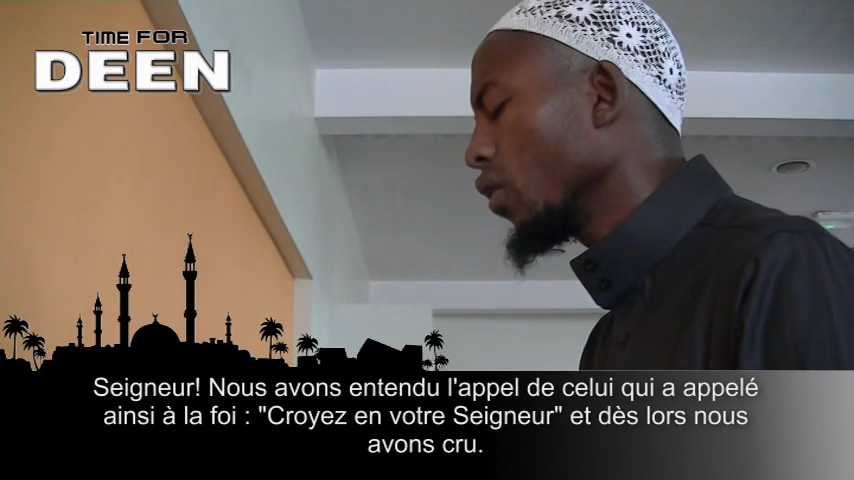 TIME FOR
DEEN
Seigneur! Nous avons entendu l'appel de celui qui a appelé
ainsi à la foi : "Croyez en votre Seigneur" et dès lors nous
avons cru.